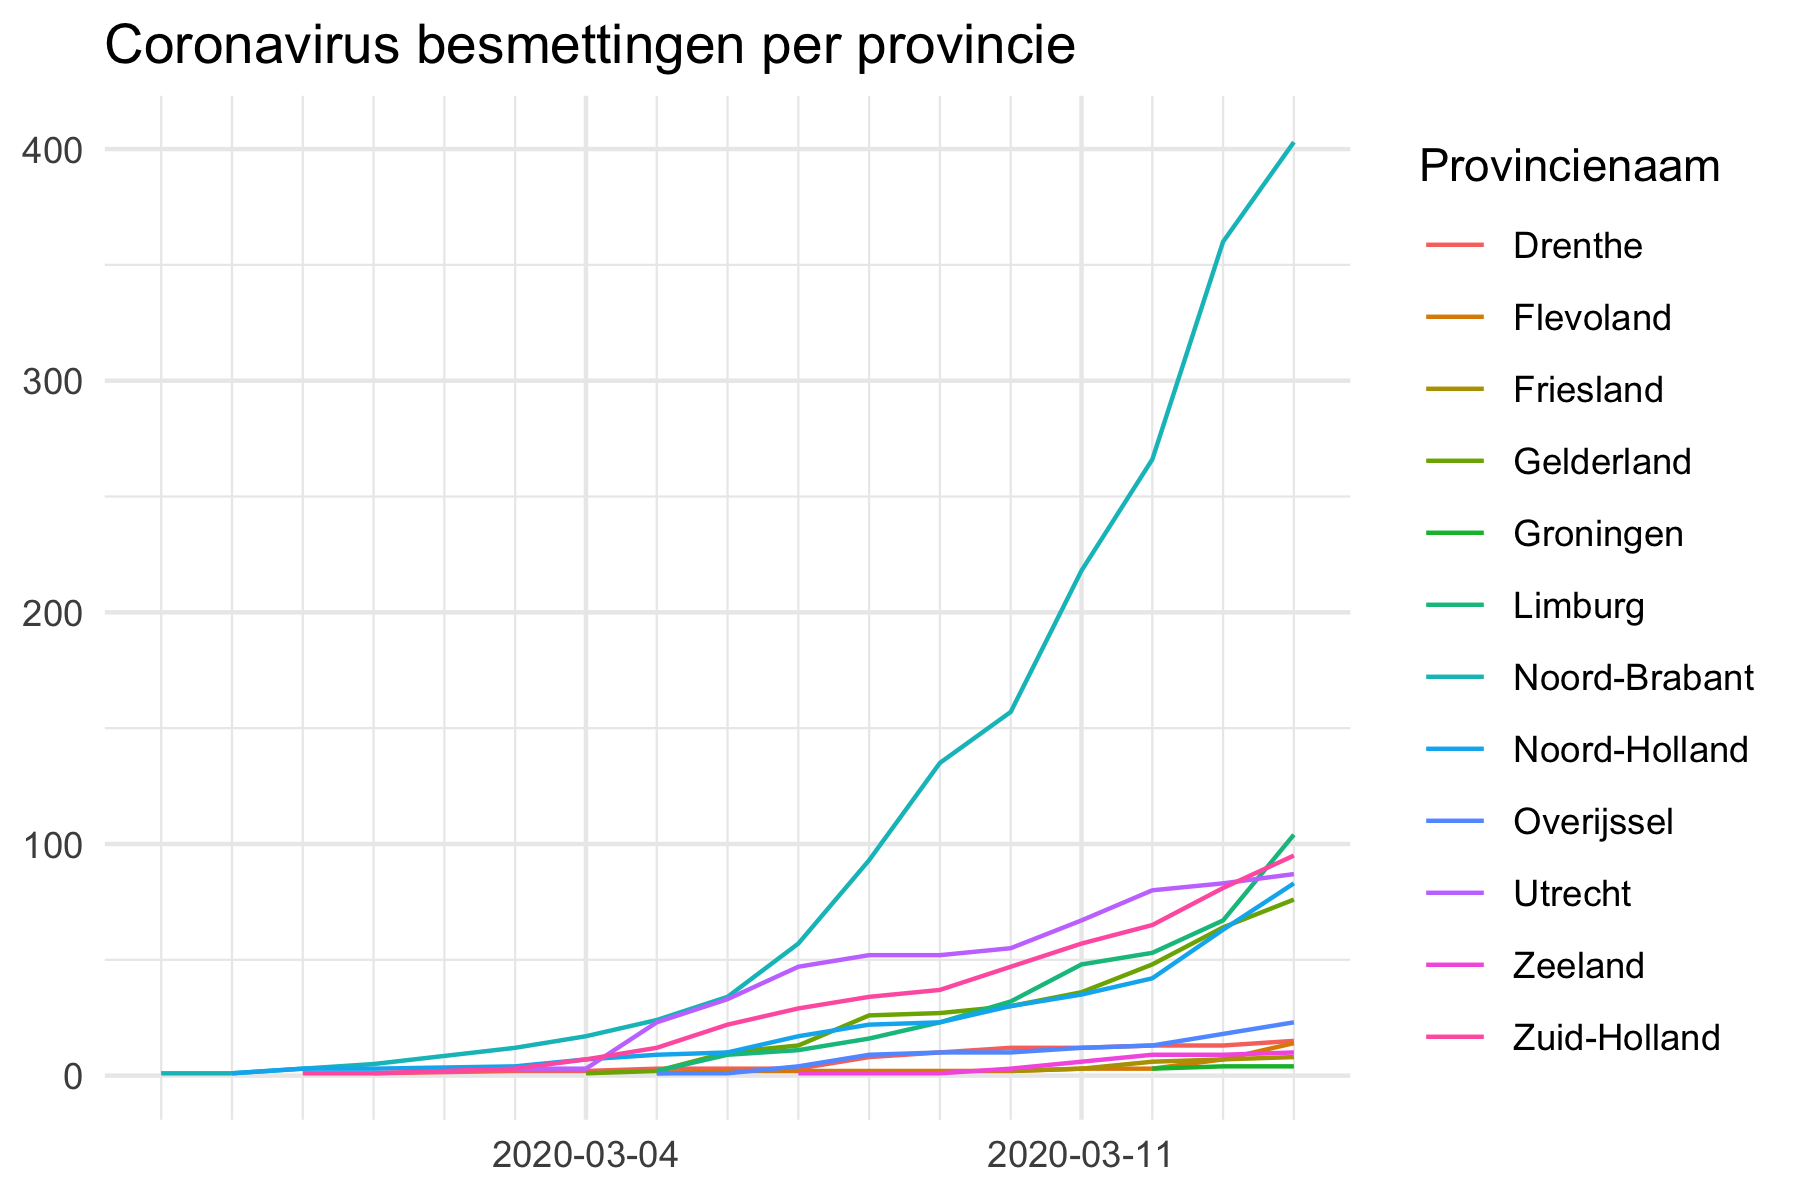 Coronavirus besmettingen per provincie
400
300
200
100
0
2020-03-04
2020-03-11
Provincienaam
Drenthe
Flevoland
Friesland
Gelderland
Groningen
Limburg
Noord-Brabant
Noord-Holland
Overijssel
Utrecht
Zeeland
Zuid-Holland